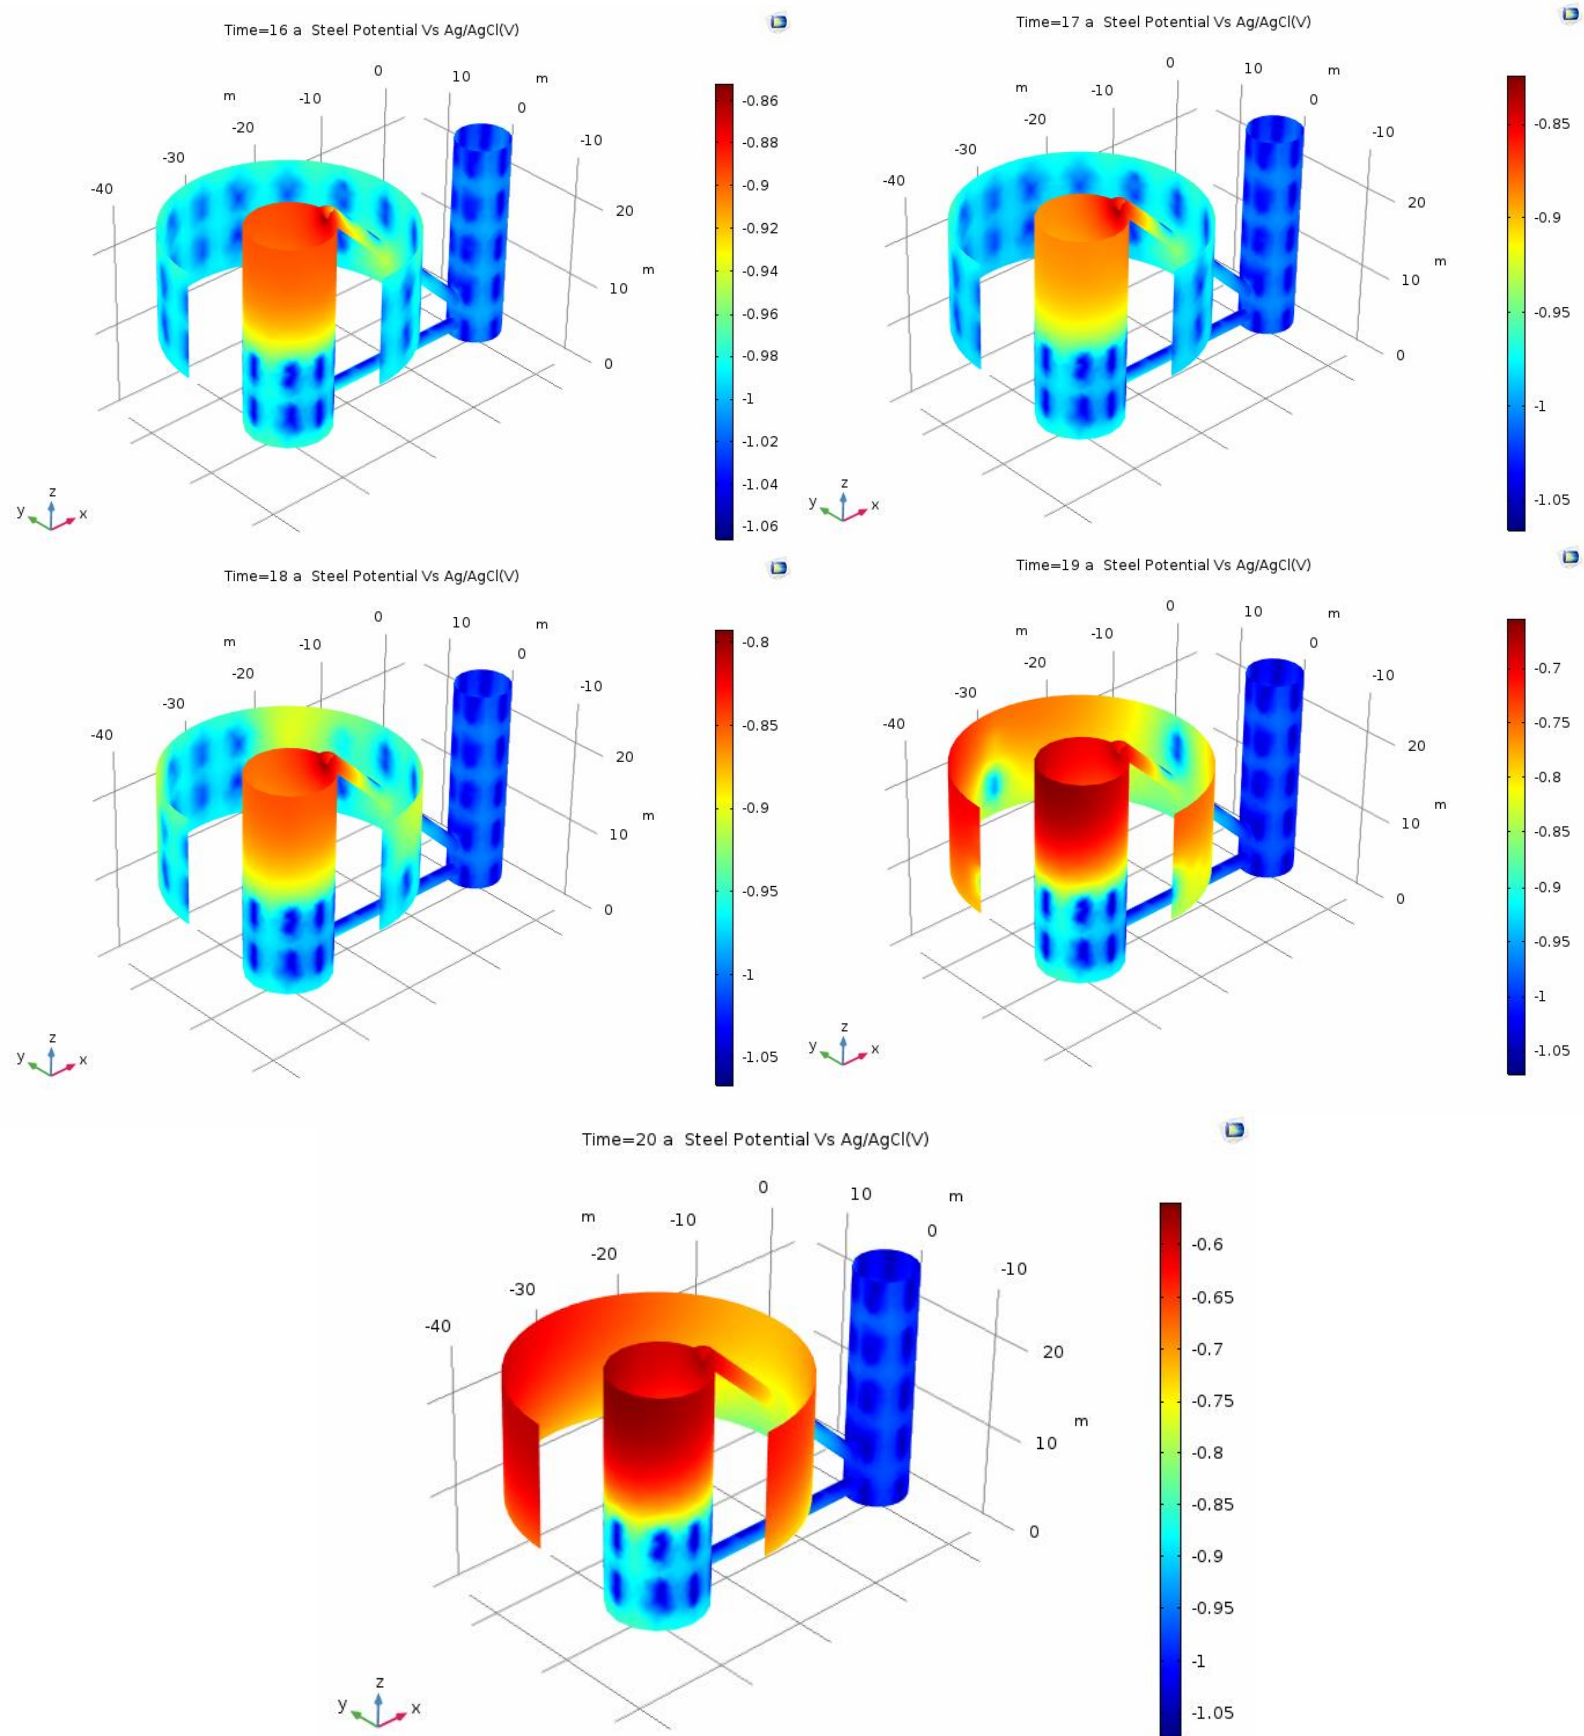 Time=16 a Steel Potential Vs Ag/AgCl(V)
0
10
m
m
-10
0
-20
-10
-30
-40
20
m
10
0
-0.86
-0.88
-0.9
-0.92
-0.94
-0.96
-0.98
-1
-1.02
-1.04
-1.06
z
y
x
Time=17 a Steel Potential Vs Ag/AgCl(V)
0
10
m
m
-10
0
-20
-10
-30
-40
20
m
10
0
-0.85
-0.9
-0.95
-1
-1.05
z
y
x
Time=18 a Steel Potential Vs Ag/AgCl(V)
0
10
m
m
-10
0
-20
-10
-30
-40
20
m
10
0
-0.8
-0.85
-0.9
-0.95
-1
-1.05
z
y
x
Time=19 a Steel Potential Vs Ag/AgCl(V)
0
10
m
m
-10
0
-20
-10
-30
-40
20
m
10
0
-0.7
-0.75
-0.8
-0.85
-0.9
-0.95
-1
-1.05
z
y
x
Time=20 a Steel Potential Vs Ag/AgCl(V)
0
10
m
m
-10
0
-20
-10
-30
-40
20
m
10
0
-0.6
-0.65
-0.7
-0.75
-0.8
-0.85
-0.9
-0.95
-1
-1.05
z
y
x